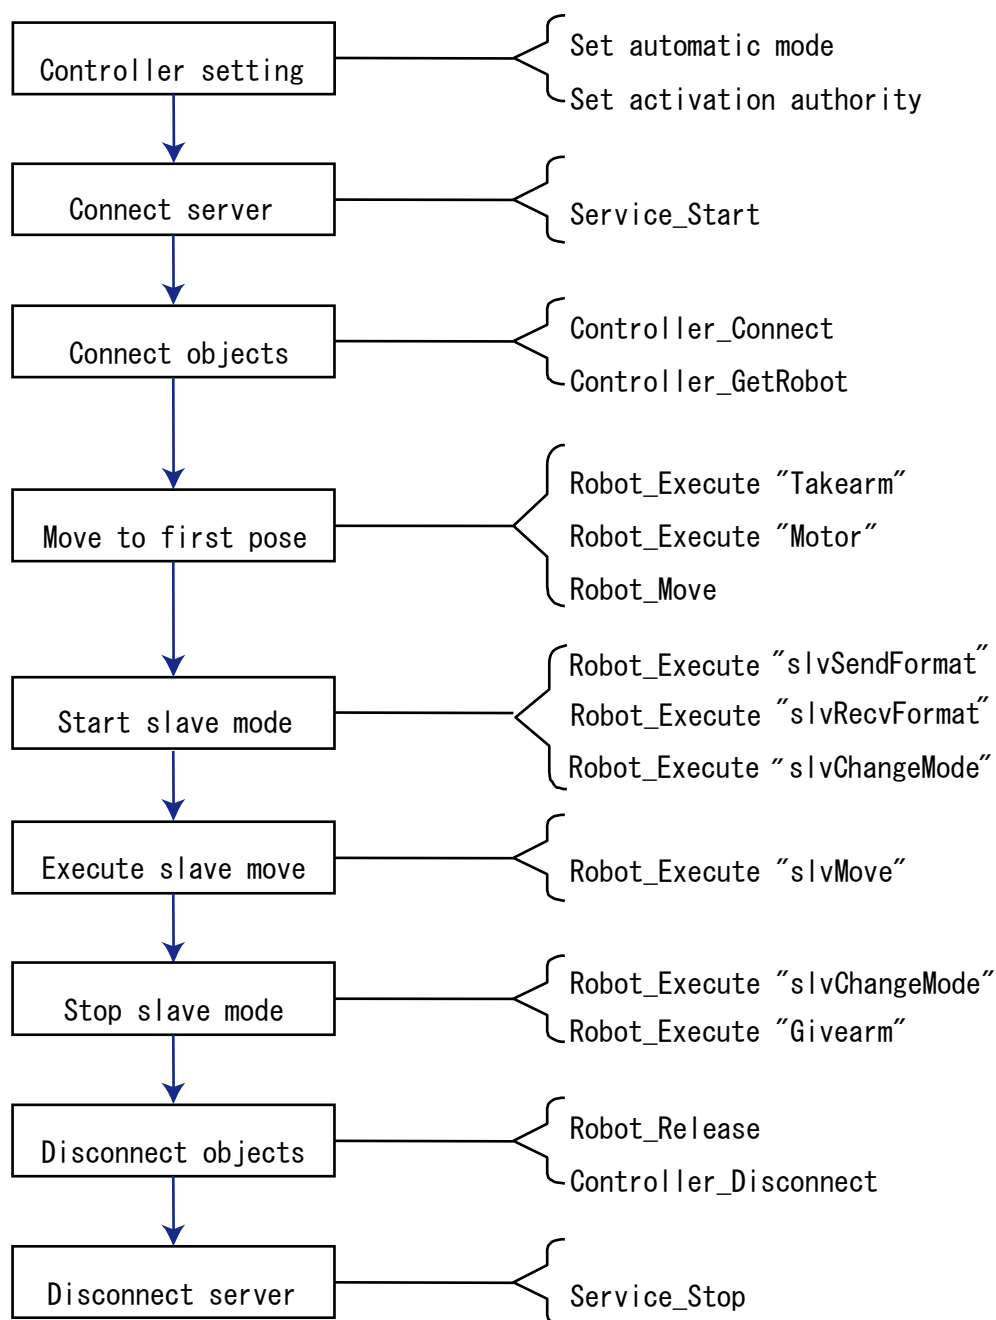 Controller setting
Set automatic mode
Set activation authority
Connect server
Service_Start
Connect objects
Controller_Connect
Controller_GetRobot
Move to first pose
Robot_Execute "Takearm"
Robot_Execute "Motor"
Robot_Move
Start slave mode
Robot_Execute "slvSendFormat"
Robot_Execute "slvRecvFormat"
Robot_Execute "slvChangeMode"
Execute slave move
Robot_Execute "slvMove"
Stop slave mode
Robot_Execute "slvChangeMode"
Robot_Execute "Givearm"
Disconnect objects
Robot_Release
Controller_Disconnect
Disconnect server
Service_Stop